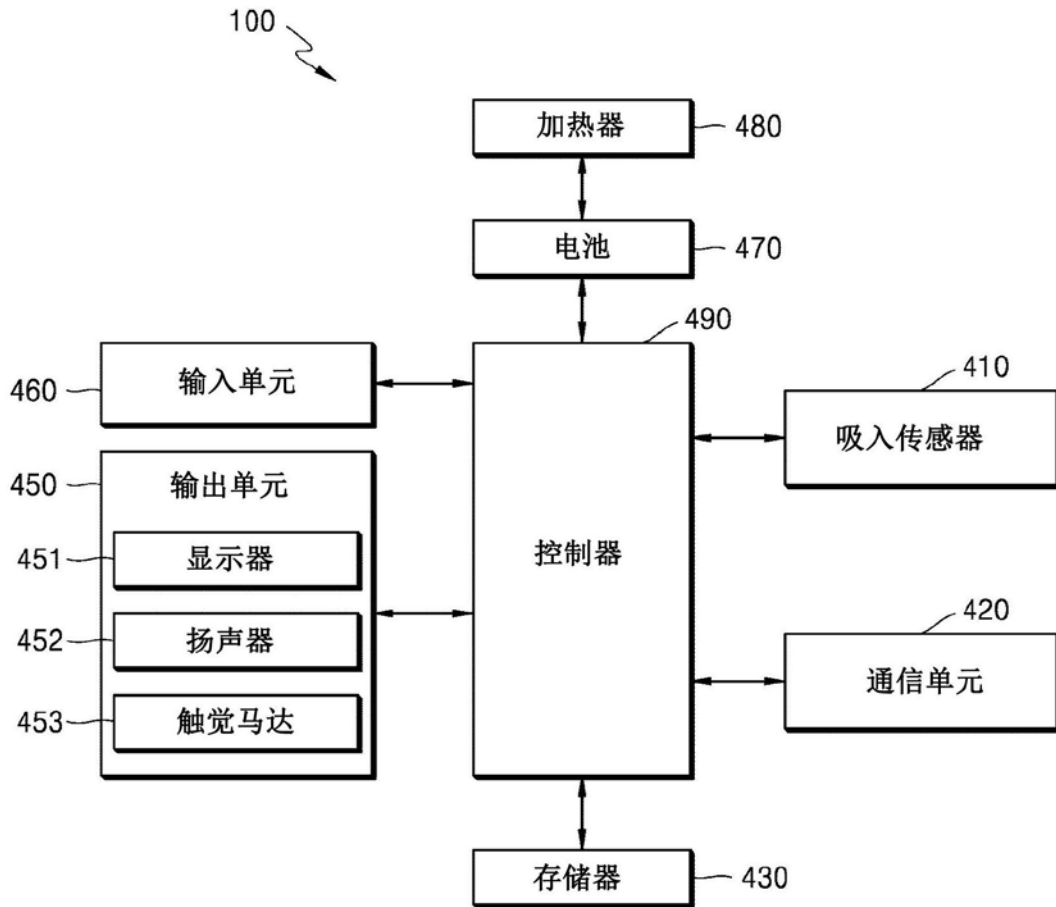 100
加热器
480
电池
470
490
410
输入单元
460
吸入传感器
450
输出单元
451
显示器
控制器
452
扬声器
420
通信单元
453
触觉马达
存储器
430